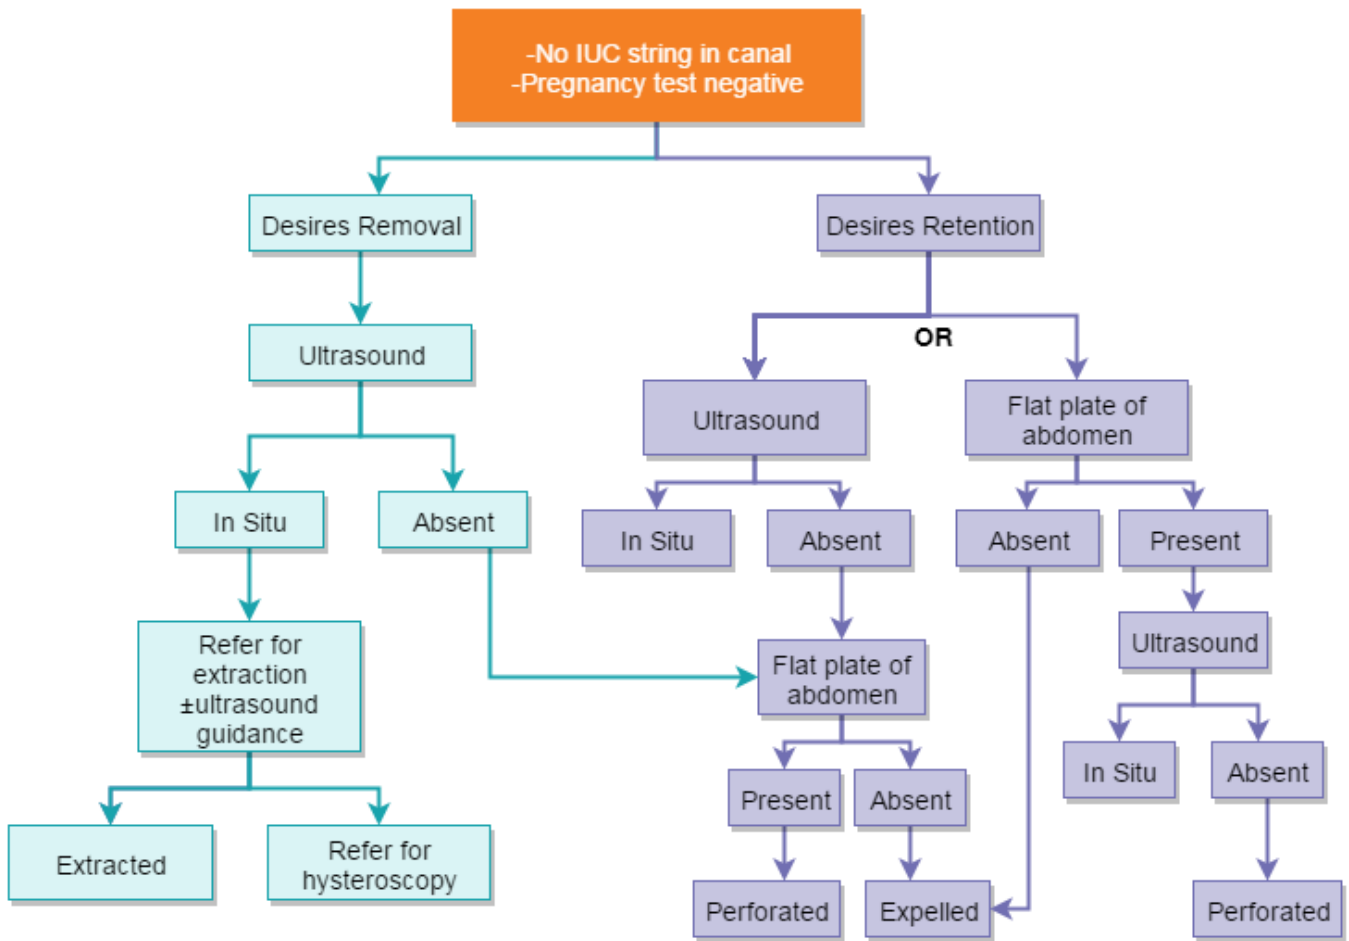 -No IUC string in canal
-Pregnancy test negative
Desires Removal
Desires Retention
Ultrasound
OR
Ultrasound
Flat plate of
abdomen
In Situ
Absent
In Situ
Absent
Absent
Present
Refer for
extraction
±ultrasound
guidance
Flat plate of
abdomen
Ultrasound
In Situ
Absent
Present
Absent
Extracted
Refer for
hysteroscopy
Perforated
Expelled
Perforated